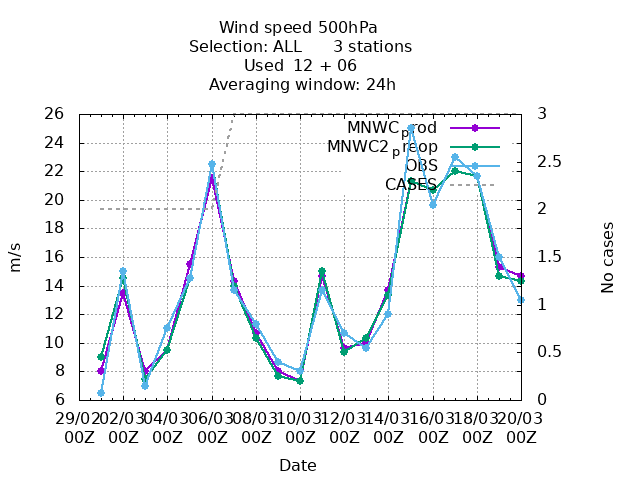 Wind speed 500hPa
Selection: ALL 3 stations
Used 12 + 06
Averaging window: 24h
26
24
22
20
18
16
14
12
10
8
6
m/s
MNWCprod
MNWC2preop
OBS
CASES
3
2.5
2
1.5
1
0.5
0
No cases
29/02 02/03 04/03 06/03 08/03 10/03 12/03 14/03 16/03 18/03 20/03
00Z 00Z 00Z 00Z 00Z 00Z 00Z 00Z 00Z 00Z 00Z
Date